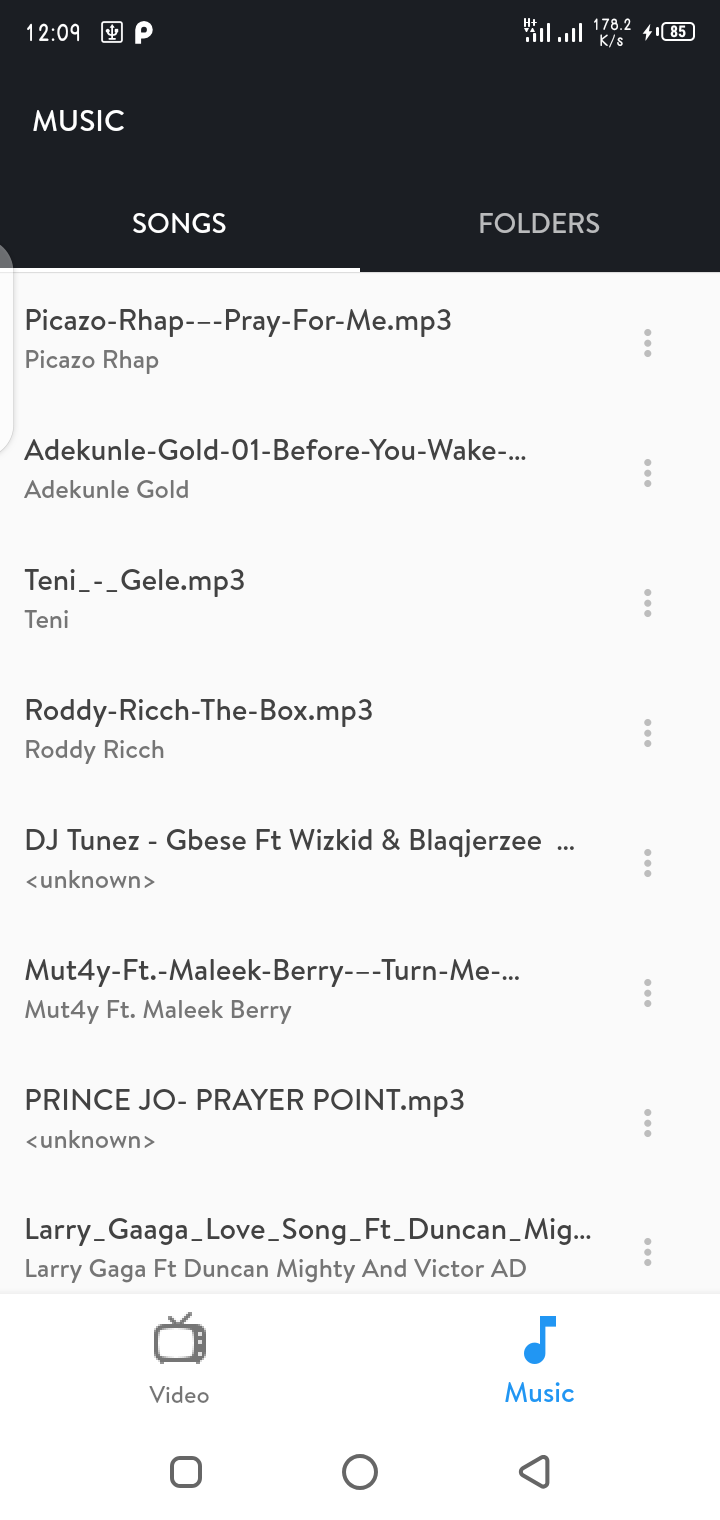 12:09
H+
178.2
K/s
85
MUSIC
SONGS
FOLDERS
Picazo-Rhap-–-Pray-For-Me.mp3
Picazo Rhap
Adekunle-Gold-01-Before-You-Wake-...
Adekunle Gold
Teni_-_Gele.mp3
Teni
Roddy-Ricch-The-Box.mp3
Roddy Ricch
DJ Tunez - Gbese Ft Wizkid & Blaqjerzee ...
<unknown>
Mut4y-Ft.-Maleek-Berry-–-Turn-Me-...
Mut4y Ft. Maleek Berry
PRINCE JO- PRAYER POINT.mp3
<unknown>
Larry_Gaaga_Love_Song_Ft_Duncan_Mig...
Larry Gaga Ft Duncan Mighty And Victor AD
Video
Music